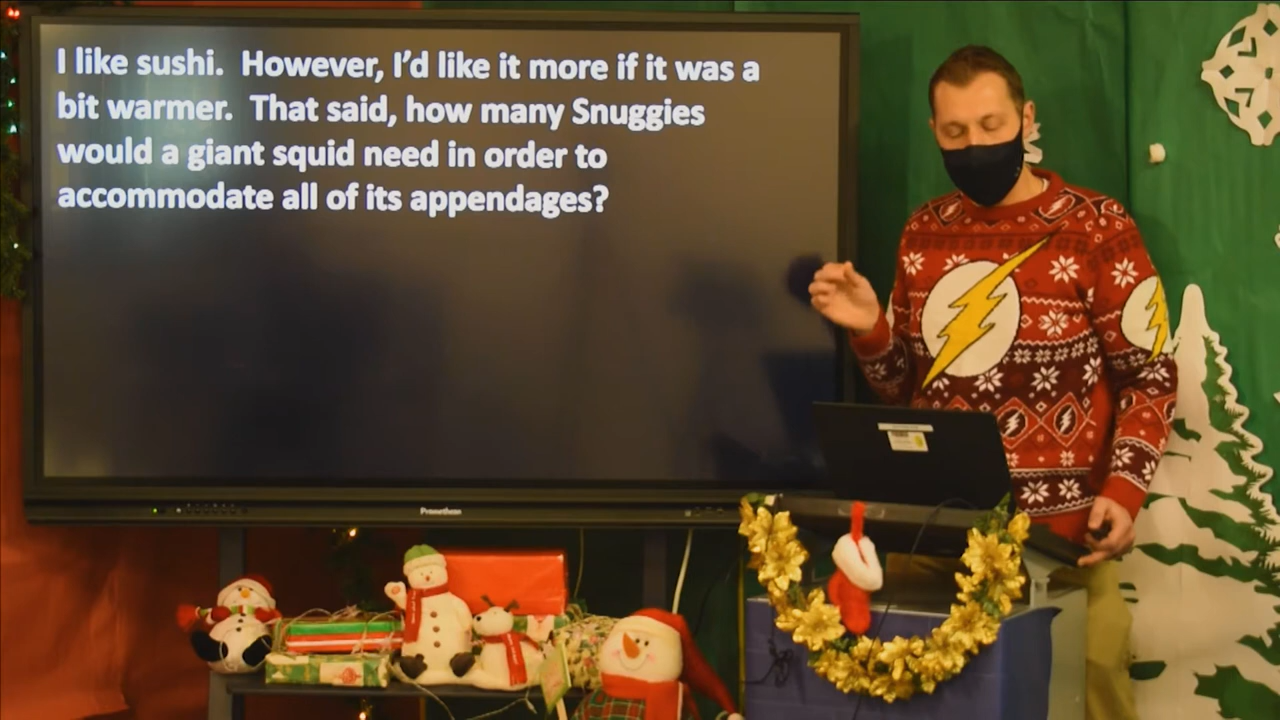 I like sushi.  However, I’d like it more if it was a
bit warmer.  That said, how many Snuggies
would a giant squid need in order to
accommodate all of its appendages?
Promethean